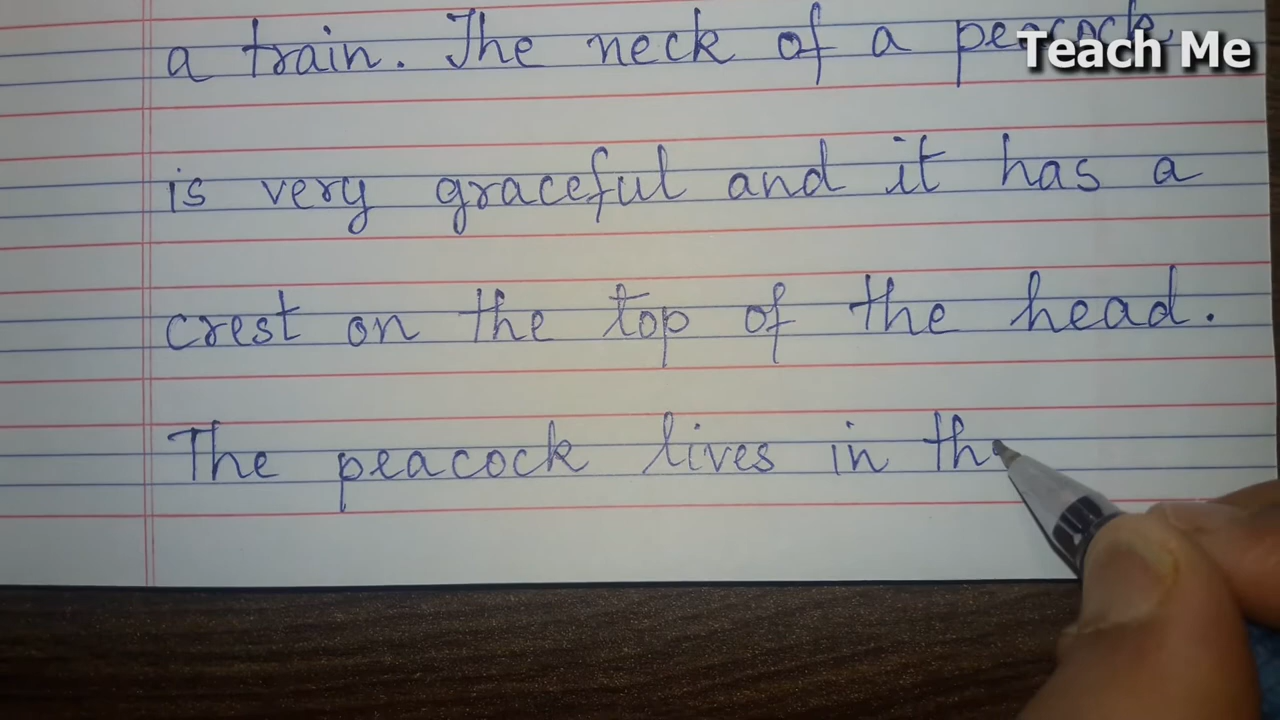 a train. The neck of a peacock
Teach Me
is very graceful and it has a
crest on the top of the head.
The peacock lives in the